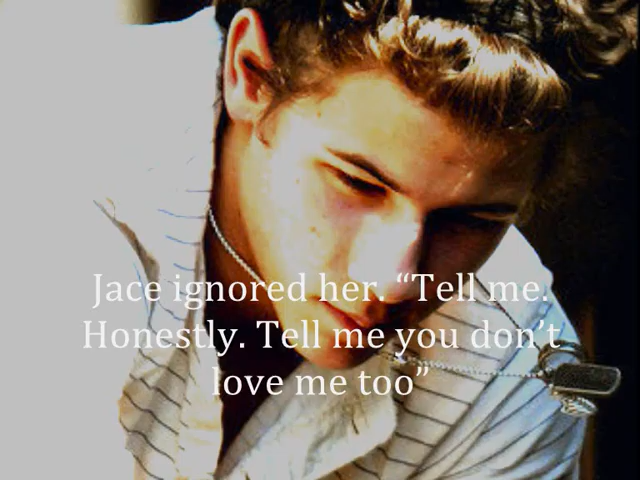 Jace ignored her. “Tell me.
Honestly. Tell me you don’t
love me too”